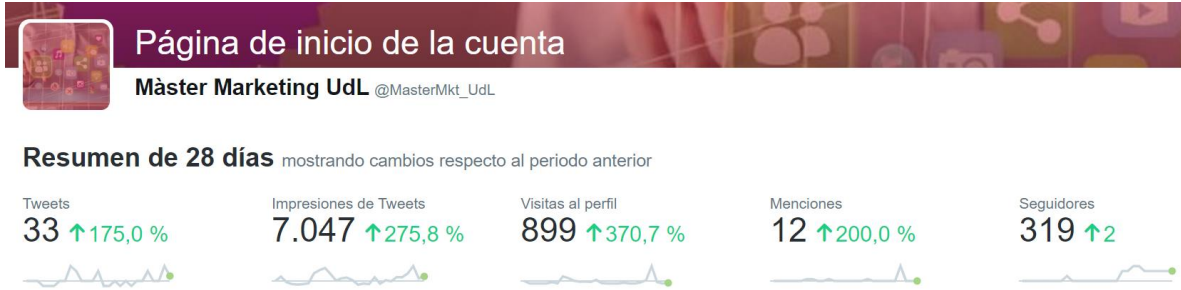 Página de inicio de la cuenta
Màster Marketing UdL @MasterMkt_UdL
Resumen de 28 días mostrando cambios respecto al periodo anterior
Tweets
33 ↑175,0 %
Impresiones de Tweets
7.047 ↑275,8 %
Visitas al perfil
899 ↑370,7 %
Menciones
12 ↑200,0 %
Seguidores
319 ↑2